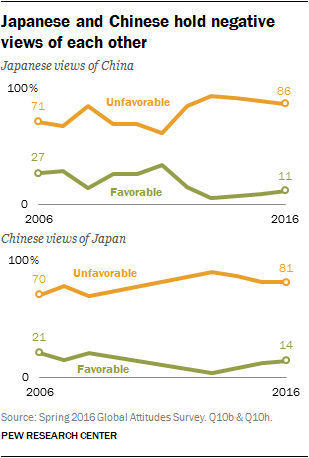 Japanese and Chinese hold negative
views of each other
Japanese views of China
100%
71
Unfavorable
86
27
Favorable
11
0
2006
2016
Chinese views of Japan
100%
70
Unfavorable
81
21
Favorable
14
0
2006
2016
Source: Spring 2016 Global Attitudes Survey. Q10b & Q10h.
PEW RESEARCH CENTER